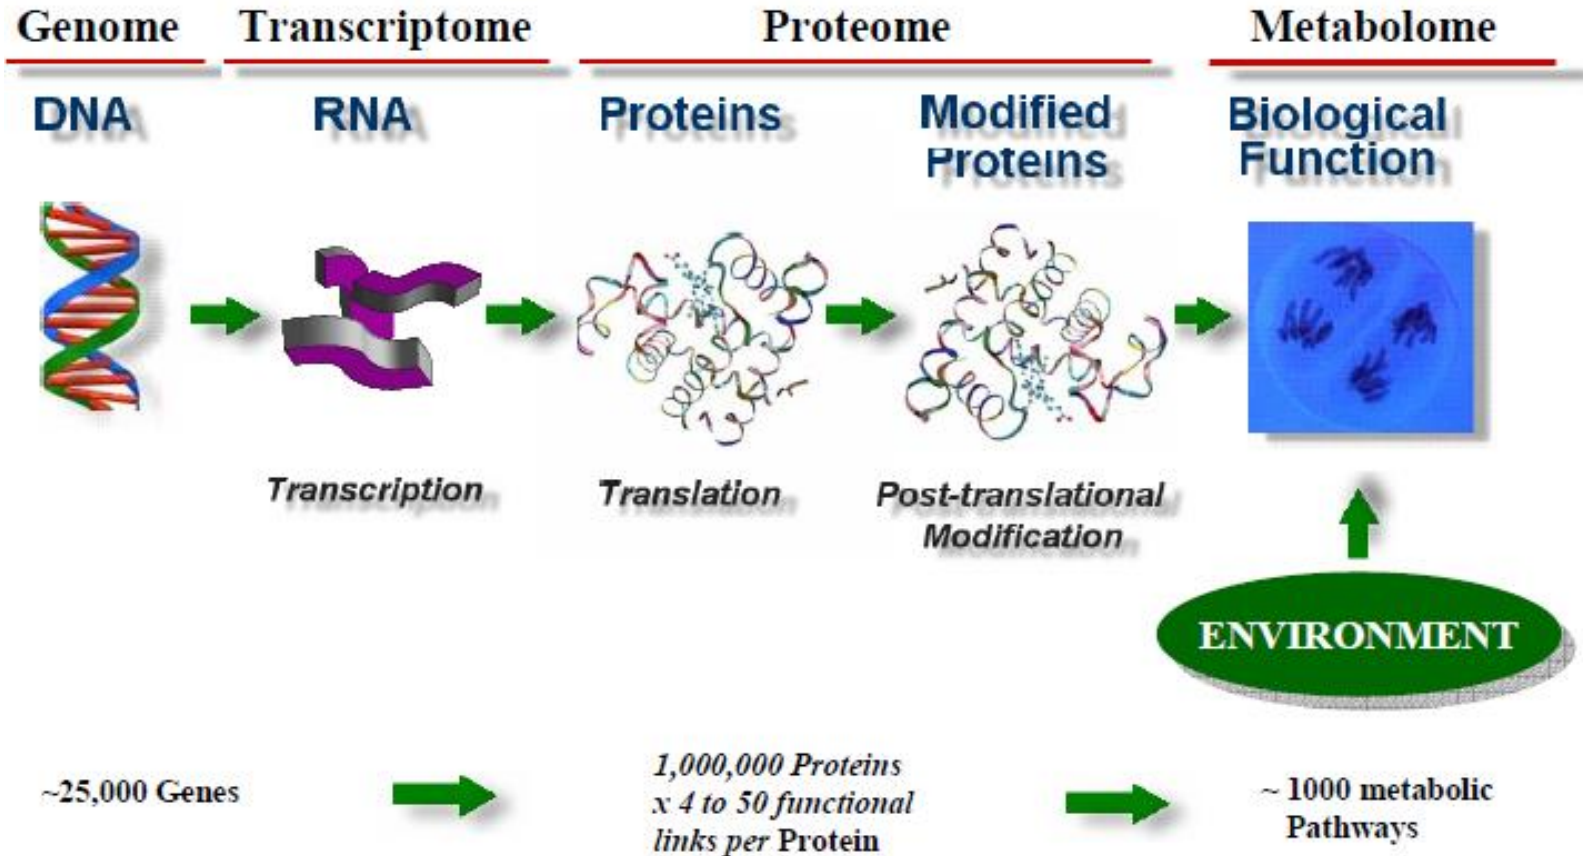 Genome
Transcriptome
Proteome
Metabolome
DNA
RNA
Proteins
Modified
Proteins
Biological
Function
Transcription
Translation
Post-translational
Modification
ENVIRONMENT
~25,000 Genes
1,000,000 Proteins
x 4 to 50 functional
links per Protein
~ 1000 metabolic
Pathways